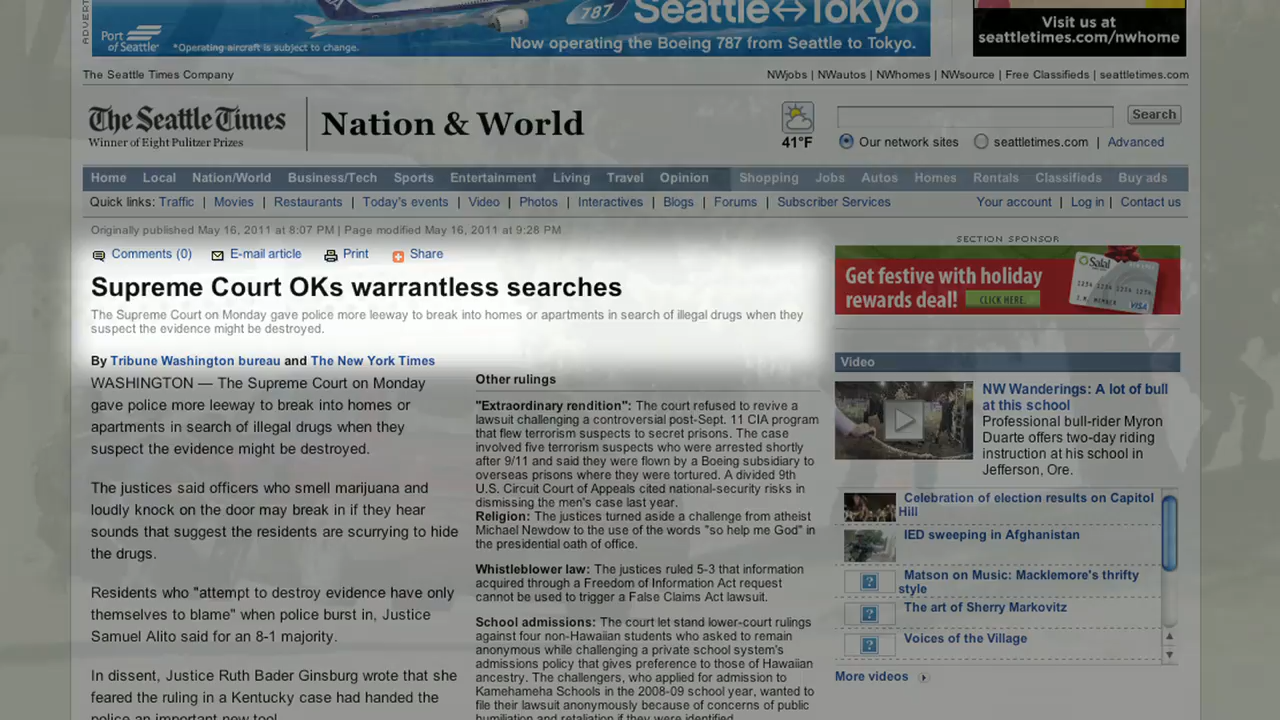 Seattle↔Tokyo
787
Port
of Seattle
*Operating aircraft is subject to change.
Now operating the Boeing 787 from Seattle to Tokyo.
Visit us at
seattletimes.com/nwhome
The Seattle Times Company
NWjobs | NWautos | NWhomes | NWsource | Free Classifieds | seattletimes.com
The Seattle Times
Winner of Eight Pulitzer Prizes
Nation & World
41°F
Search
Our network sites seattletimes.com | Advanced
Home Local Nation/World Business/Tech Sports Entertainment Living Travel Opinion Shopping Jobs Autos Homes Rentals Classifieds Buy ads
Quick links: Traffic | Movies | Restaurants | Today's events | Video | Photos | Interactives | Blogs | Forums | Subscriber Services
Your account | Log in | Contact us
Originally published May 16, 2011 at 8:07 PM | Page modified May 16, 2011 at 9:28 PM
Comments (0) E-mail article Print Share
Supreme Court OKs warrantless searches
The Supreme Court on Monday gave police more leeway to break into homes or apartments in search of illegal drugs when they
suspect the evidence might be destroyed.
By Tribune Washington bureau and The New York Times
WASHINGTON — The Supreme Court on Monday
gave police more leeway to break into homes or
apartments in search of illegal drugs when they
suspect the evidence might be destroyed.
The justices said officers who smell marijuana and
loudly knock on the door may break in if they hear
sounds that suggest the residents are scurrying to hide
the drugs.
Residents who "attempt to destroy evidence have only
themselves to blame" when police burst in, Justice
Samuel Alito said for an 8-1 majority.
In dissent, Justice Ruth Bader Ginsburg wrote that she
feared the ruling in a Kentucky case had handed the
police an important new tool.
Other rulings
"Extraordinary rendition": The court refused to revive a
lawsuit challenging a controversial post-Sept. 11 CIA program
that flew terrorism suspects to secret prisons. The case
involved five terrorism suspects who were arrested shortly
after 9/11 and said they were flown by a Boeing subsidiary to
overseas prisons where they were tortured. A divided 9th
U.S. Circuit Court of Appeals cited national-security risks in
dismissing the men's case last year.
Religion: The justices turned aside a challenge from atheist
Michael Newdow to the use of the words "so help me God" in
the presidential oath of office.
Whistleblower law: The justices ruled 5-3 that information
acquired through a Freedom of Information Act request
cannot be used to trigger a False Claims Act lawsuit.
School admissions: The court let stand lower-court rulings
against four non-Hawaiian students who asked to remain
anonymous while challenging a private school system's
admissions policy that gives preference to those of Hawaiian
ancestry. The challengers, who applied for admission to
Kamehameha Schools in the 2008-09 school year, wanted to
file their lawsuit anonymously because of concerns of public
humiliation and retaliation if they were identified.
SECTION SPONSOR
Get festive with holiday
rewards deal! CLICK HERE.
Salal
VISA
Video
NW Wanderings: A lot of bull
at this school
Professional bull-rider Myron
Duarte offers two-day riding
instruction at his school in
Jefferson, Ore.
Celebration of election results on Capitol
Hill
IED sweeping in Afghanistan
Matson on Music: Macklemore's thrifty
style
The art of Sherry Markovitz
Voices of the Village
More videos